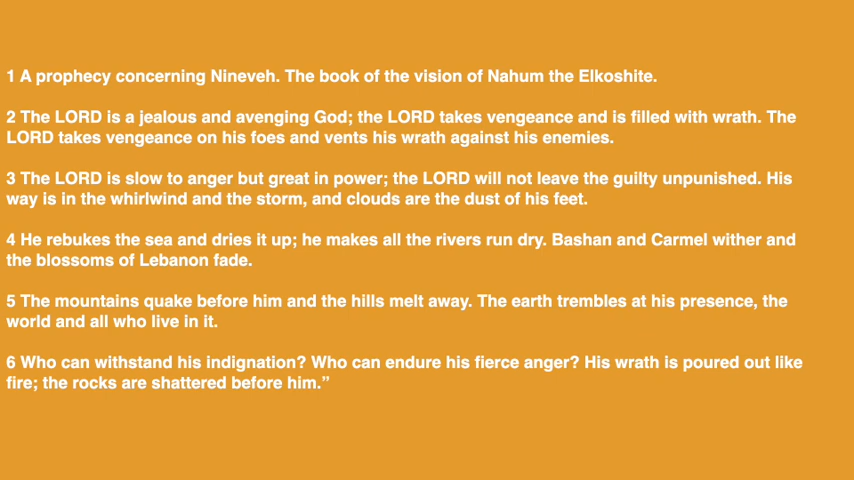 1 A prophecy concerning Nineveh. The book of the vision of Nahum the Elkoshite.
2 The LORD is a jealous and avenging God; the LORD takes vengeance and is filled with wrath. The
LORD takes vengeance on his foes and vents his wrath against his enemies.
3 The LORD is slow to anger but great in power; the LORD will not leave the guilty unpunished. His
way is in the whirlwind and the storm, and clouds are the dust of his feet.
4 He rebukes the sea and dries it up; he makes all the rivers run dry. Bashan and Carmel wither and
the blossoms of Lebanon fade.
5 The mountains quake before him and the hills melt away. The earth trembles at his presence, the
world and all who live in it.
6 Who can withstand his indignation? Who can endure his fierce anger? His wrath is poured out like
fire; the rocks are shattered before him.”